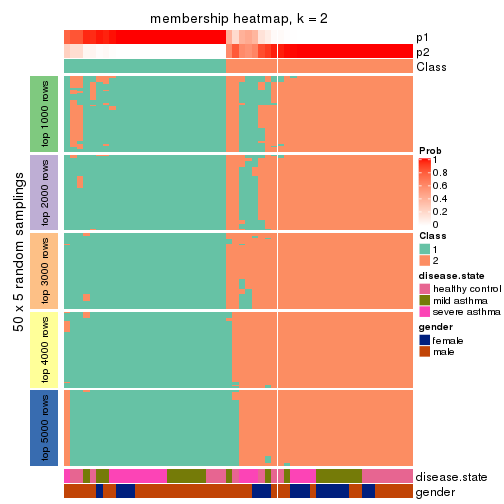 membership heatmap, k = 2
p1
p2
Class
50 x 5 random samplings
top 1000 rows
top 2000 rows
top 3000 rows
top 4000 rows
top 5000 rows
Prob
1
0.8
0.6
0.4
0.2
0
Class
1
2
disease.state
healthy control
mild asthma
severe asthma
gender
female
male
disease.state
gender